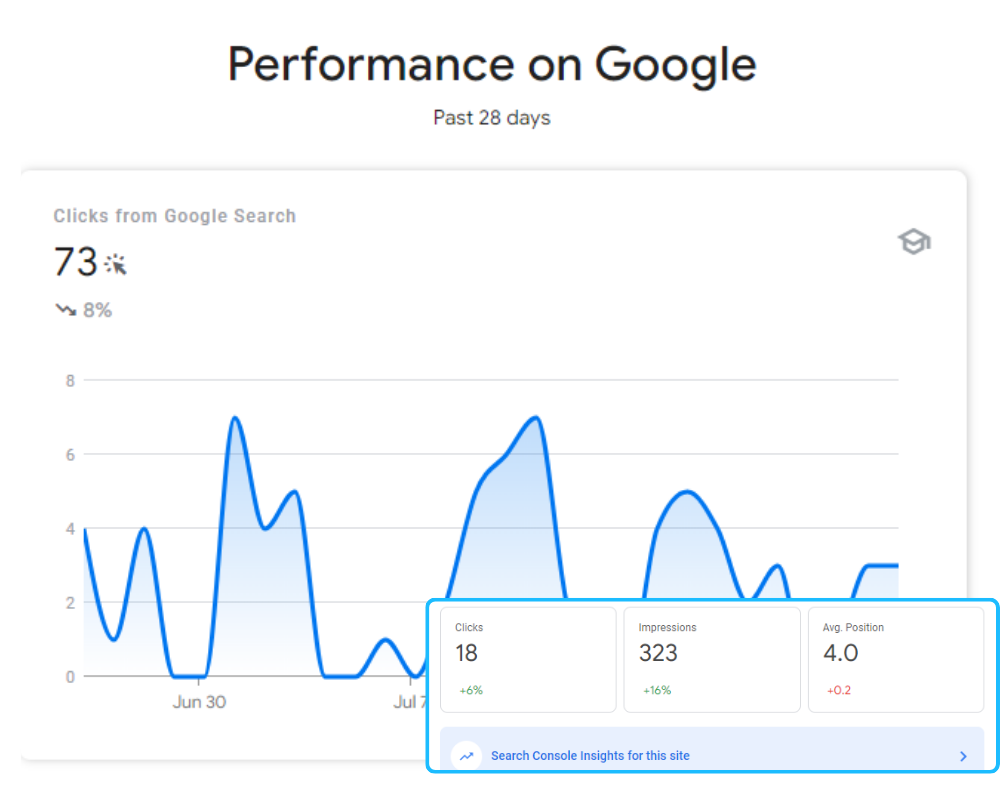 Performance on Google
Past 28 days
Clicks from Google Search
73
8%
8
6
4
2
0
Jun 30
Jul 7
Clicks
18
+6%
Impressions
323
+16%
Avg. Position
4.0
+0.2
Search Console Insights for this site